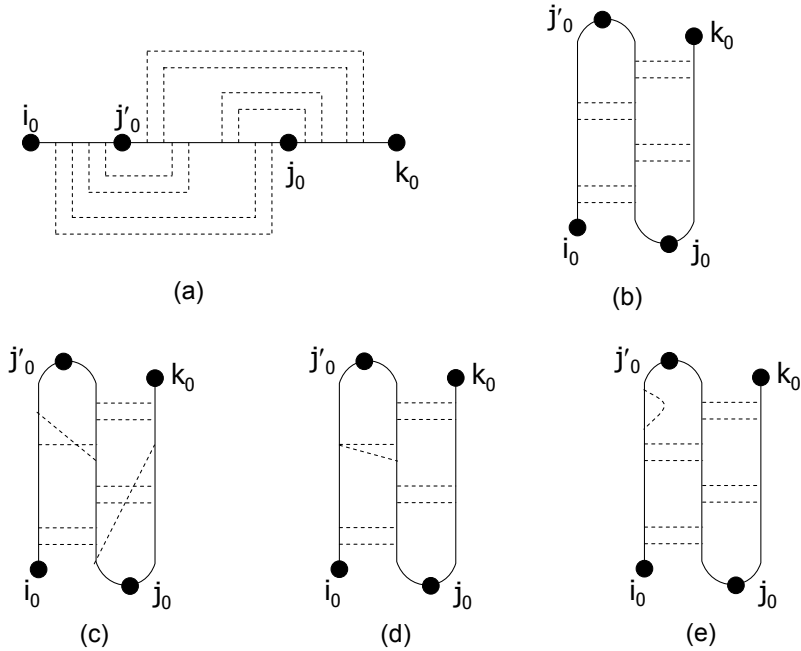 j′₀
k₀
i₀ j′₀
j₀ k₀
i₀ j₀
(a)
(b)
j′₀ k₀ j′₀ k₀ j′₀ k₀
i₀ j₀ i₀ j₀ i₀ j₀
(c) (d) (e)